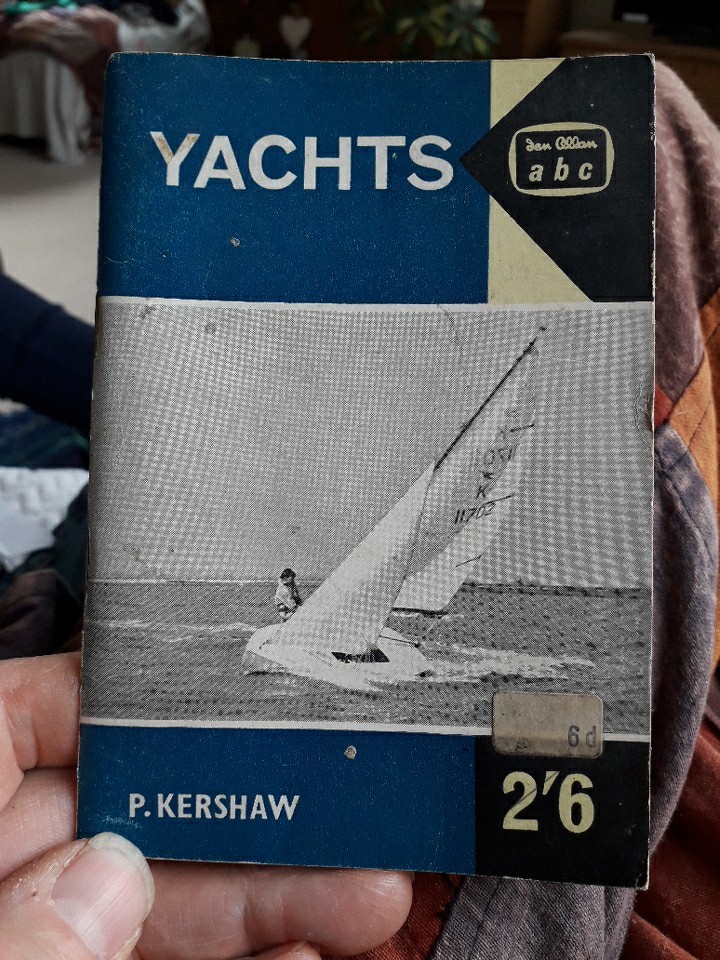 YACHTS
Ian Allan
abc
K
11702
6d
2'6
P. KERSHAW